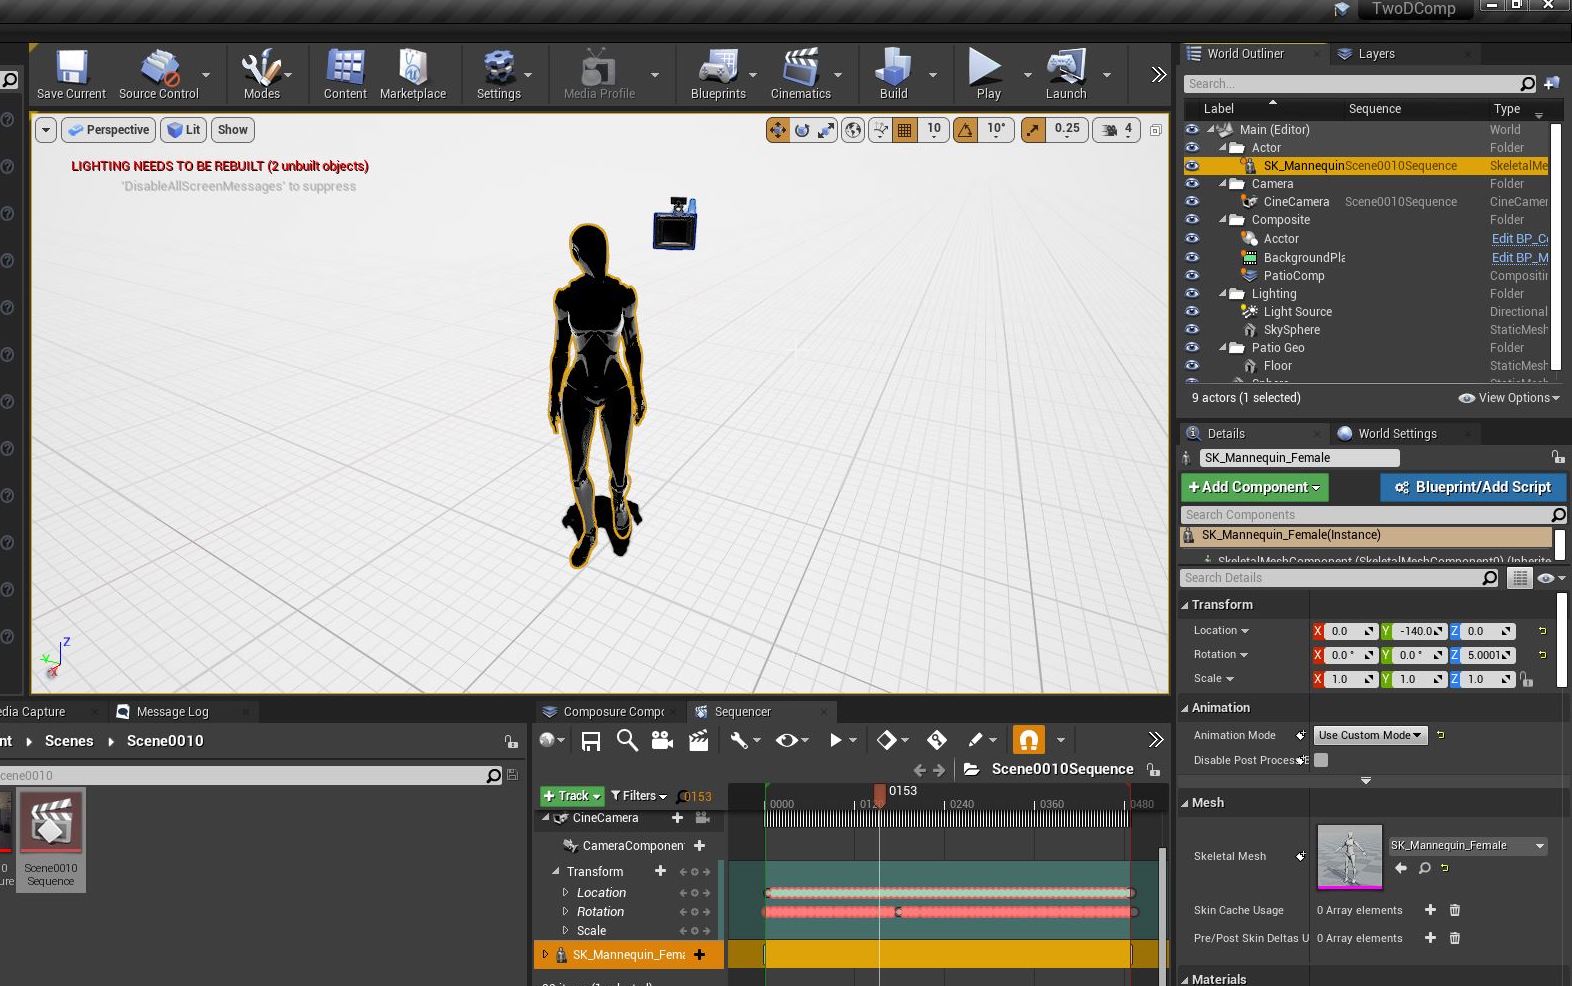 TwoDComp
Save Current
Source Control
Modes
Content
Marketplace
Settings
Media Profile
Blueprints
Cinematics
Build
Play
Launch
Perspective
Lit
Show
10
10°
0.25
4
LIGHTING NEEDS TO BE REBUILT (2 unbuilt objects)
'DisableAllScreenMessages' to suppress
Z
Y
X
World Outliner
Layers
Search...
Label
Sequence
Type
Main (Editor)
World
Actor
Folder
SK_Mannequin
Scene0010Sequence
SkeletalMe
Camera
Folder
CineCamera
Scene0010Sequence
CineCamer
Composite
Folder
Acctor
Edit BP_C
BackgroundPla
Edit BP_M
PatioComp
Compositir
Lighting
Folder
Light Source
Directional
SkySphere
StaticMesh
Patio Geo
Folder
Floor
StaticMesh
9 actors (1 selected)
View Options
Details
World Settings
SK_Mannequin_Female
+ Add Component
Blueprint/Add Script
Search Components
SK_Mannequin_Female(Instance)
SkeletalMeshComponent (SkeletalMeshComponent0) (Inherite
Search Details
Transform
Location
X 0.0
Y -140.0
Z 0.0
Rotation
X 0.0 °
Y 0.0 °
Z 5.0001
Scale
X 1.0
Y 1.0
Z 1.0
Animation
Animation Mode
Use Custom Mode
Disable Post Process
Mesh
Skeletal Mesh
SK_Mannequin_Female
Skin Cache Usage
0 Array elements
Pre/Post Skin Deltas U
0 Array elements
Materials
edia Capture
Message Log
nt
Scenes
Scene0010
cene0010
0
ure
Scene0010
Sequence
Composure Compo
Sequencer
Scene0010Sequence
+ Track
Filters
0153
0153
0000
0120
0240
0360
0480
CineCamera
CameraComponen
Transform
Location
Rotation
Scale
SK_Mannequin_Fema